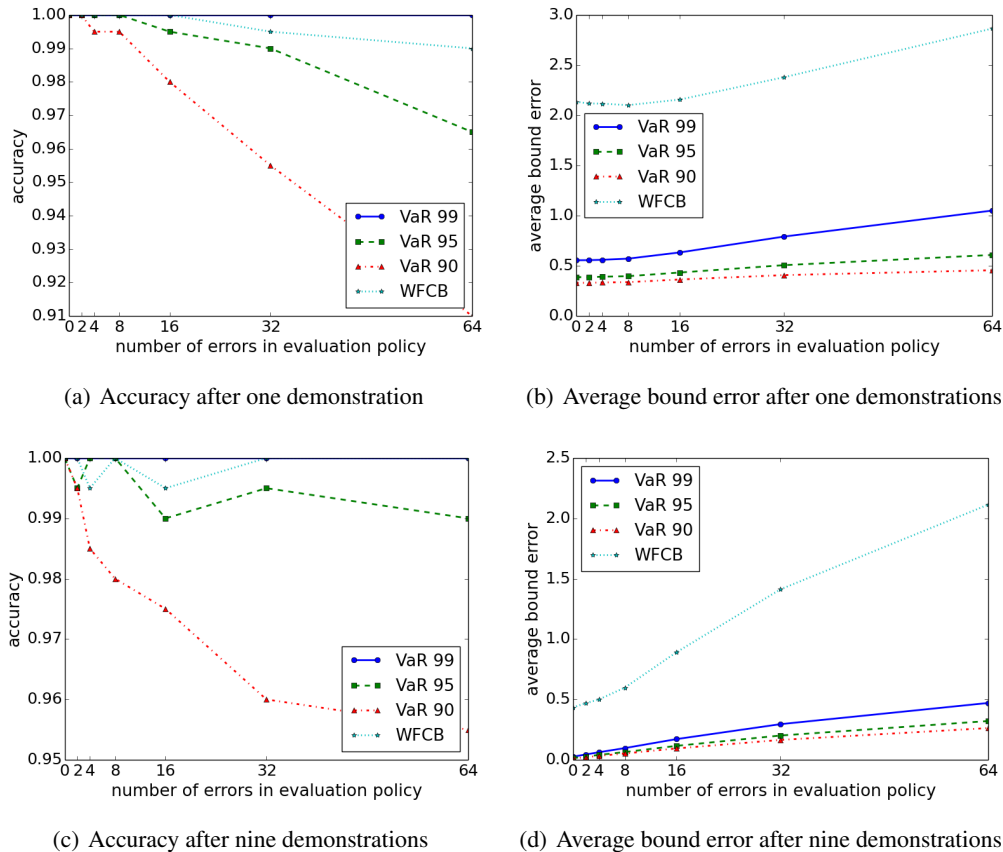 1.00
0.99
0.98
0.97
0.96
0.95
0.94
0.93
0.92
0.91
accuracy
VaR 99
VaR 95
VaR 90
WFCB
0 2 4 8 16 32 64
number of errors in evaluation policy
(a) Accuracy after one demonstration
3.0
2.5
2.0
1.5
1.0
0.5
0.0
average bound error
VaR 99
VaR 95
VaR 90
WFCB
0 2 4 8 16 32 64
number of errors in evaluation policy
(b) Average bound error after one demonstrations
1.00
0.99
0.98
0.97
0.96
0.95
accuracy
VaR 99
VaR 95
VaR 90
WFCB
0 2 4 8 16 32 64
number of errors in evaluation policy
(c) Accuracy after nine demonstrations
2.5
2.0
1.5
1.0
0.5
0.0
average bound error
VaR 99
VaR 95
VaR 90
WFCB
0 2 4 8 16 32 64
number of errors in evaluation policy
(d) Average bound error after nine demonstrations